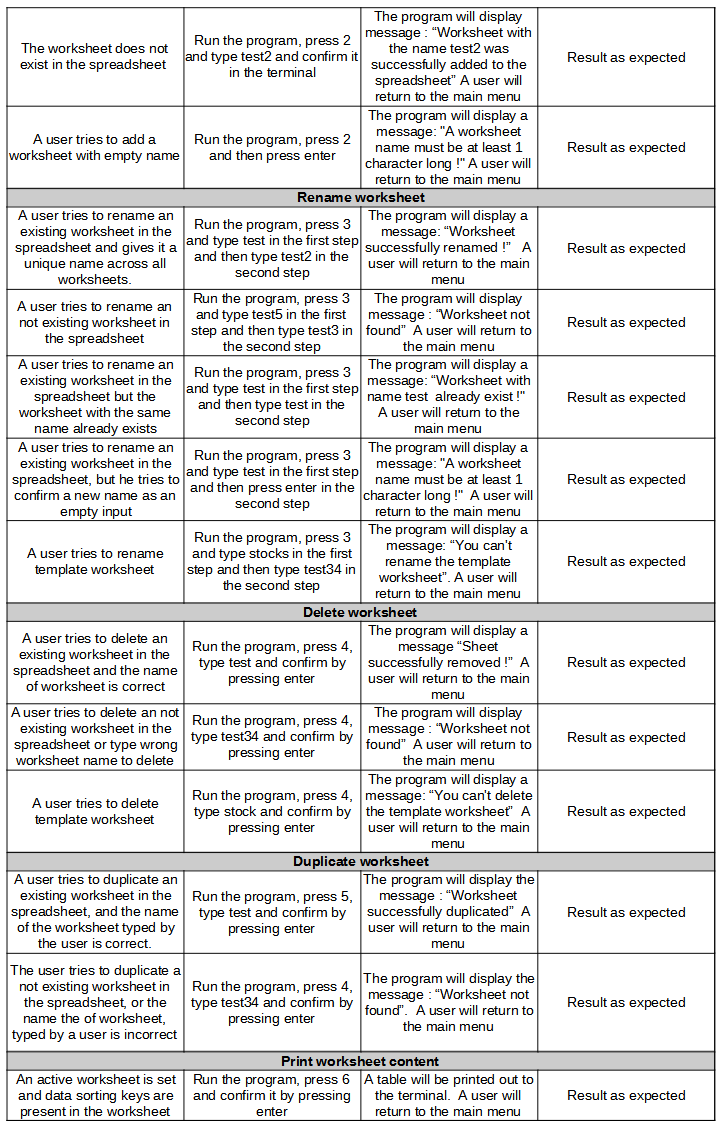 The worksheet does not
exist in the spreadsheet
Run the program, press 2
and type test2 and confirm it
in the terminal
The program will display
message : “Worksheet with
the name test2 was
successfully added to the
spreadsheet” A user will
return to the main menu
Result as expected
A user tries to add a
worksheet with empty name
Run the program, press 2
and then press enter
The program will display a
message: "A worksheet
name must be at least 1
character long !" A user will
return to the main menu
Result as expected
Rename worksheet
A user tries to rename an
existing worksheet in the
spreadsheet and gives it a
unique name across all
worksheets.
Run the program, press 3
and type test in the first step
and then type test2 in the
second step
The program will display a
message: “Worksheet
successfully renamed !” A
user will return to the main
menu
Result as expected
A user tries to rename an
not existing worksheet in
the spreadsheet
Run the program, press 3
and type test5 in the first
step and then type test3 in
the second step
The program will display
message : “Worksheet not
found” A user will return to
the main menu
Result as expected
A user tries to rename an
existing worksheet in the
spreadsheet but the
worksheet with the same
name already exists
Run the program, press 3
and type test in the first step
and then type test in the
second step
The program will display a
message: “Worksheet with
name test already exist !"
A user will return to the
main menu
Result as expected
A user tries to rename an
existing worksheet in the
spreadsheet, but he tries to
confirm a new name as an
empty input
Run the program, press 3
and type test in the first step
and then press enter in the
second step
The program will display a
message: "A worksheet
name must be at least 1
character long !" A user will
return to the main menu
Result as expected
A user tries to rename
template worksheet
Run the program, press 3
and type stocks in the first
step and then type test34 in
the second step
The program will display a
message: “You can’t
rename the template
worksheet”. A user will
return to the main menu
Result as expected
Delete worksheet
A user tries to delete an
existing worksheet in the
spreadsheet and the name
of worksheet is correct
Run the program, press 4,
type test and confirm by
pressing enter
The program will display a
message “Sheet
successfully removed !” A
user will return to the main
menu
Result as expected
A user tries to delete an not
existing worksheet in the
spreadsheet or type wrong
worksheet name to delete
Run the program, press 4,
type test34 and confirm by
pressing enter
The program will display
message : “Worksheet not
found” A user will return to
the main menu
Result as expected
A user tries to delete
template worksheet
Run the program, press 4,
type stock and confirm by
pressing enter
The program will display a
message: “You can’t delete
the template worksheet” A
user will return to the main
menu
Result as expected
Duplicate worksheet
A user tries to duplicate an
existing worksheet in the
spreadsheet, and the name
of the worksheet typed by
the user is correct.
Run the program, press 5,
type test and confirm by
pressing enter
The program will display the
message : “Worksheet
successfully duplicated” A
user will return to the main
menu
Result as expected
The user tries to duplicate a
not existing worksheet in
the spreadsheet, or the
name the of worksheet,
typed by a user is incorrect
Run the program, press 4,
type test34 and confirm by
pressing enter
The program will display the
message : “Worksheet not
found”. A user will return to
the main menu
Result as expected
Print worksheet content
An active worksheet is set
and data sorting keys are
present in the worksheet
Run the program, press 6
and confirm it by pressing
enter
A table will be printed out to
the terminal. A user will
return to the main menu
Result as expected